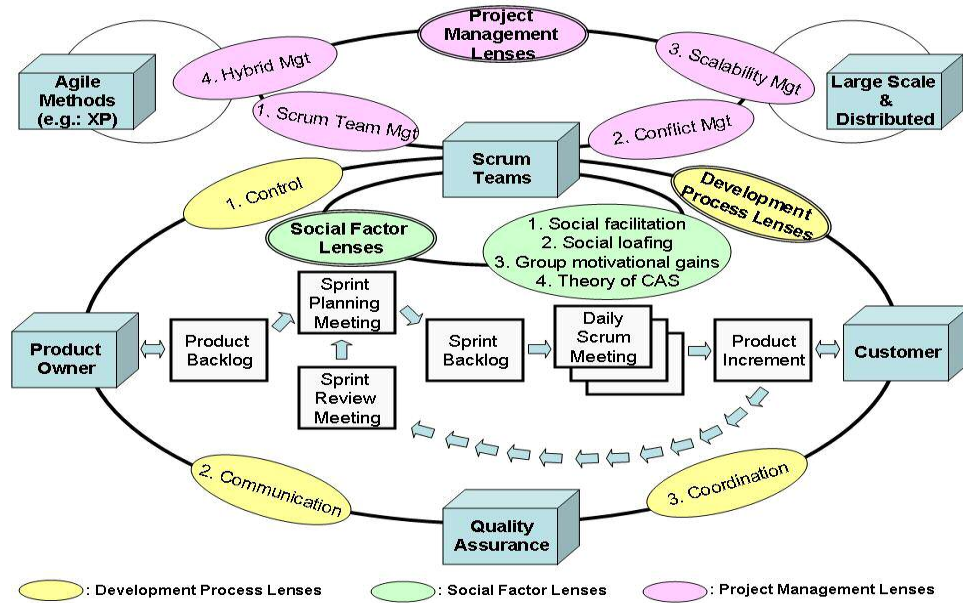 Project
Management
Lenses
4. Hybrid Mgt
3. Scalability Mgt
Agile
Methods
(e.g.: XP)
Large Scale
&
Distributed
1. Scrum Team Mgt
2. Conflict Mgt
Scrum
Teams
1. Control
Development
Process Lenses
Social Factor
Lenses
1. Social facilitation
2. Social loafing
3. Group motivational gains
4. Theory of CAS
Product
Owner
Product
Backlog
Sprint
Planning
Meeting
Sprint
Review
Meeting
Sprint
Backlog
Daily
Scrum
Meeting
Product
Increment
Customer
2. Communication
3. Coordination
Quality
Assurance
: Development Process Lenses
: Social Factor Lenses
: Project Management Lenses